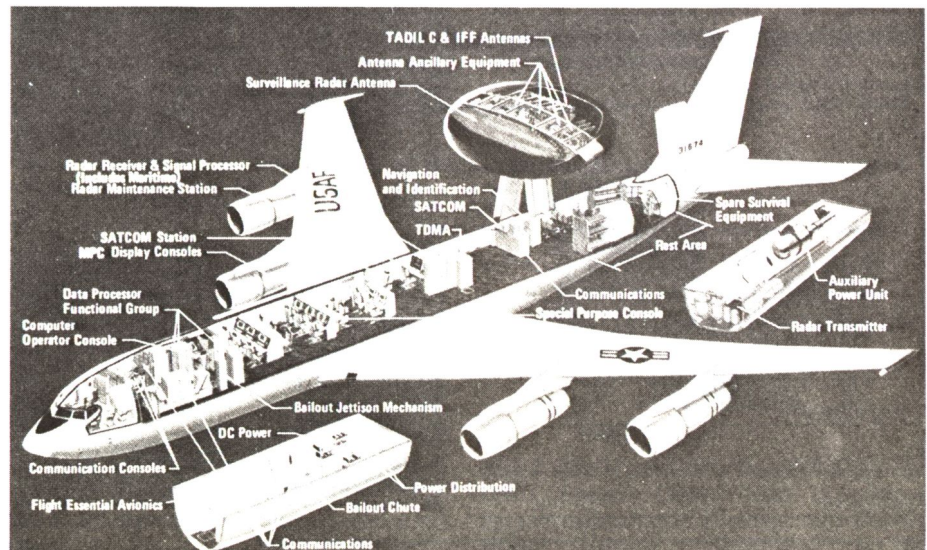 TADIL C & IFF Antennas
Antenna Ancillary Equipment
Surveillance Radar Antenna
31674
Radar Receiver & Signal Processor
(Includes Maritime)
Radar Maintenance Station
USAF
Navigation
and Identification
SATCOM
TDMA
Spare Survival
Equipment
Rest Area
SATCOM Station
MPC Display Consoles
Auxiliary
Power Unit
Communications
Special Purpose Console
Radar Transmitter
Data Processor
Functional Group
Computer
Operator Console
Bailout Jettison Mechanism
DC Power
Communication Consoles
Power Distribution
Flight Essential Avionics
Bailout Chute
Communications